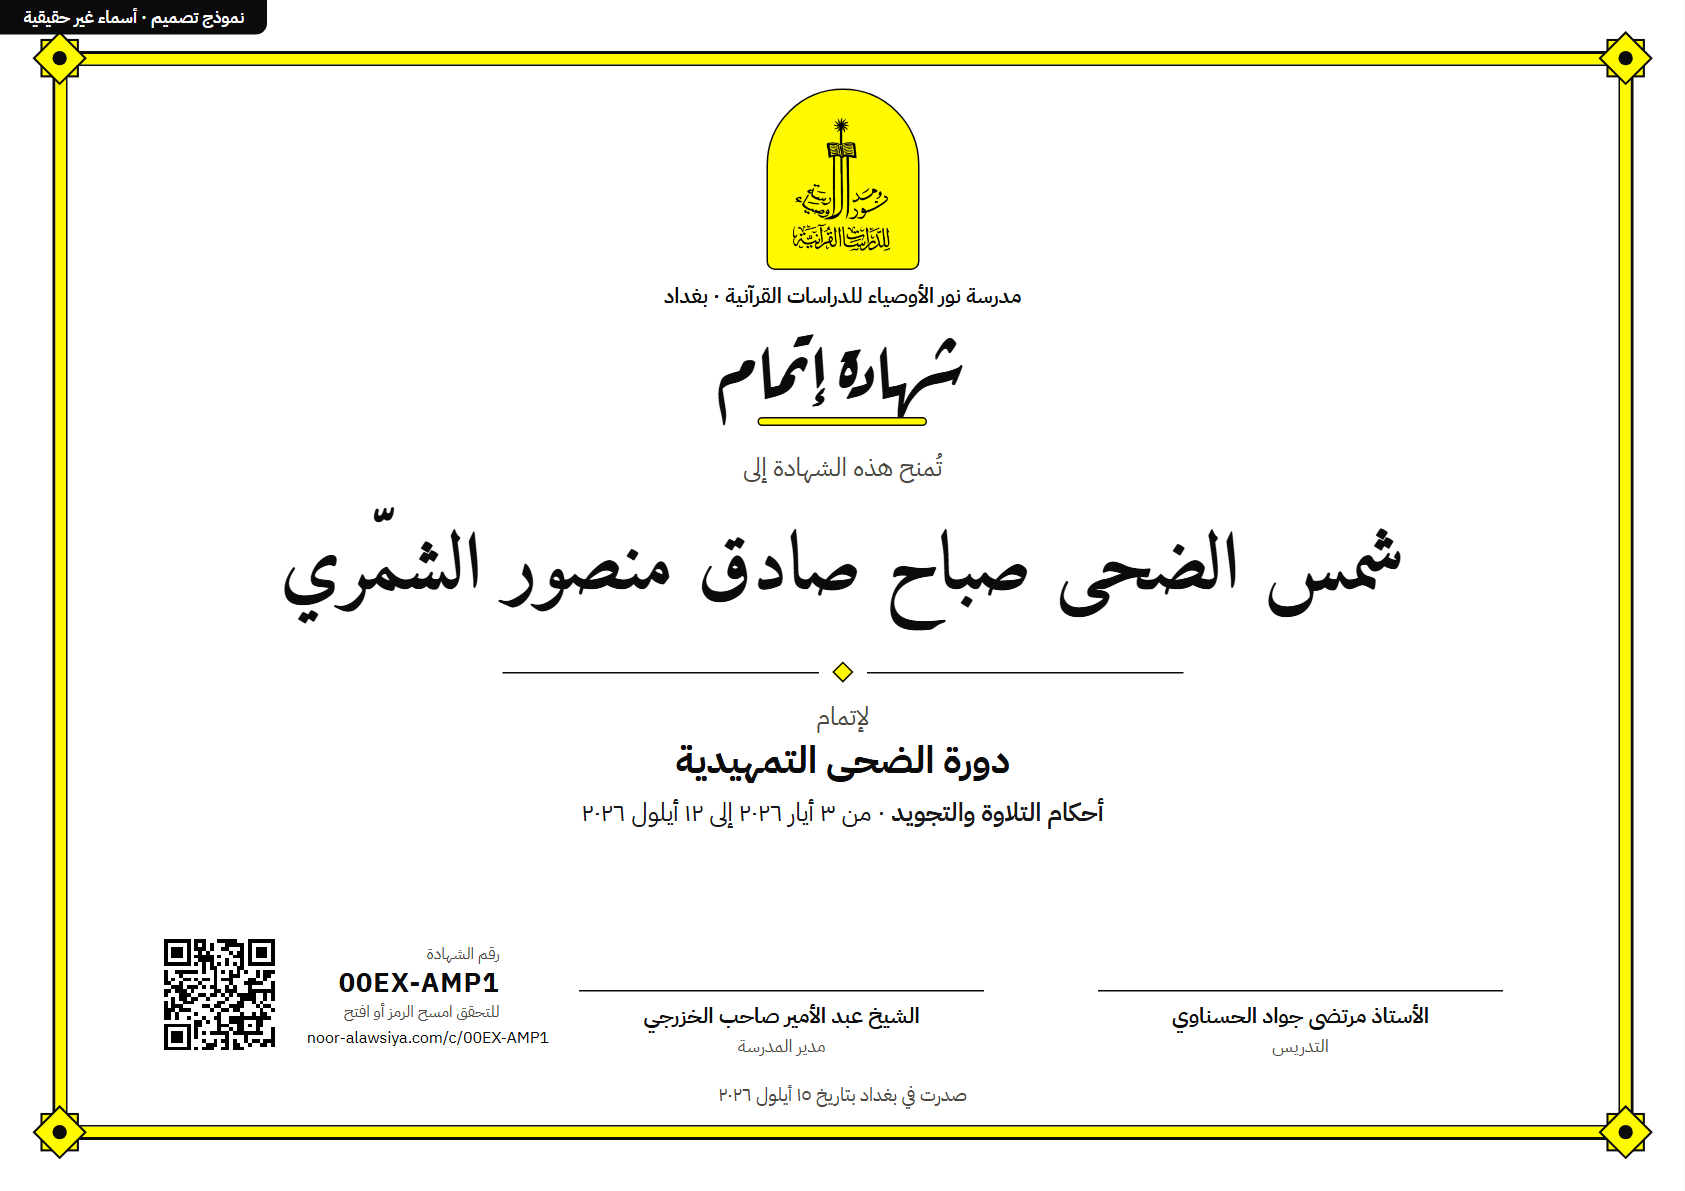 نموذج تصميم · أسماء غير حقيقية
للدراسات القرآنية
مدرسة نور الأوصياء للدراسات القرآنية · بغداد
شهادة إتمام
تُمنح هذه الشهادة إلى
شمس الضحى صباح صادق منصور الشمّري
لإتمام
دورة الضحى التمهيدية
أحكام التلاوة والتجويد · من ٣ أيار ٢٠٢٦ إلى ١٢ أيلول ٢٠٢٦
الأستاذ مرتضى جواد الحسناوي
التدريس
الشيخ عبد الأمير صاحب الخزرجي
مدير المدرسة
رقم الشهادة
00EX-AMP1
للتحقق امسح الرمز أو افتح
noor-alawsiya.com/c/00EX-AMP1
صدرت في بغداد بتاريخ ١٥ أيلول ٢٠٢٦